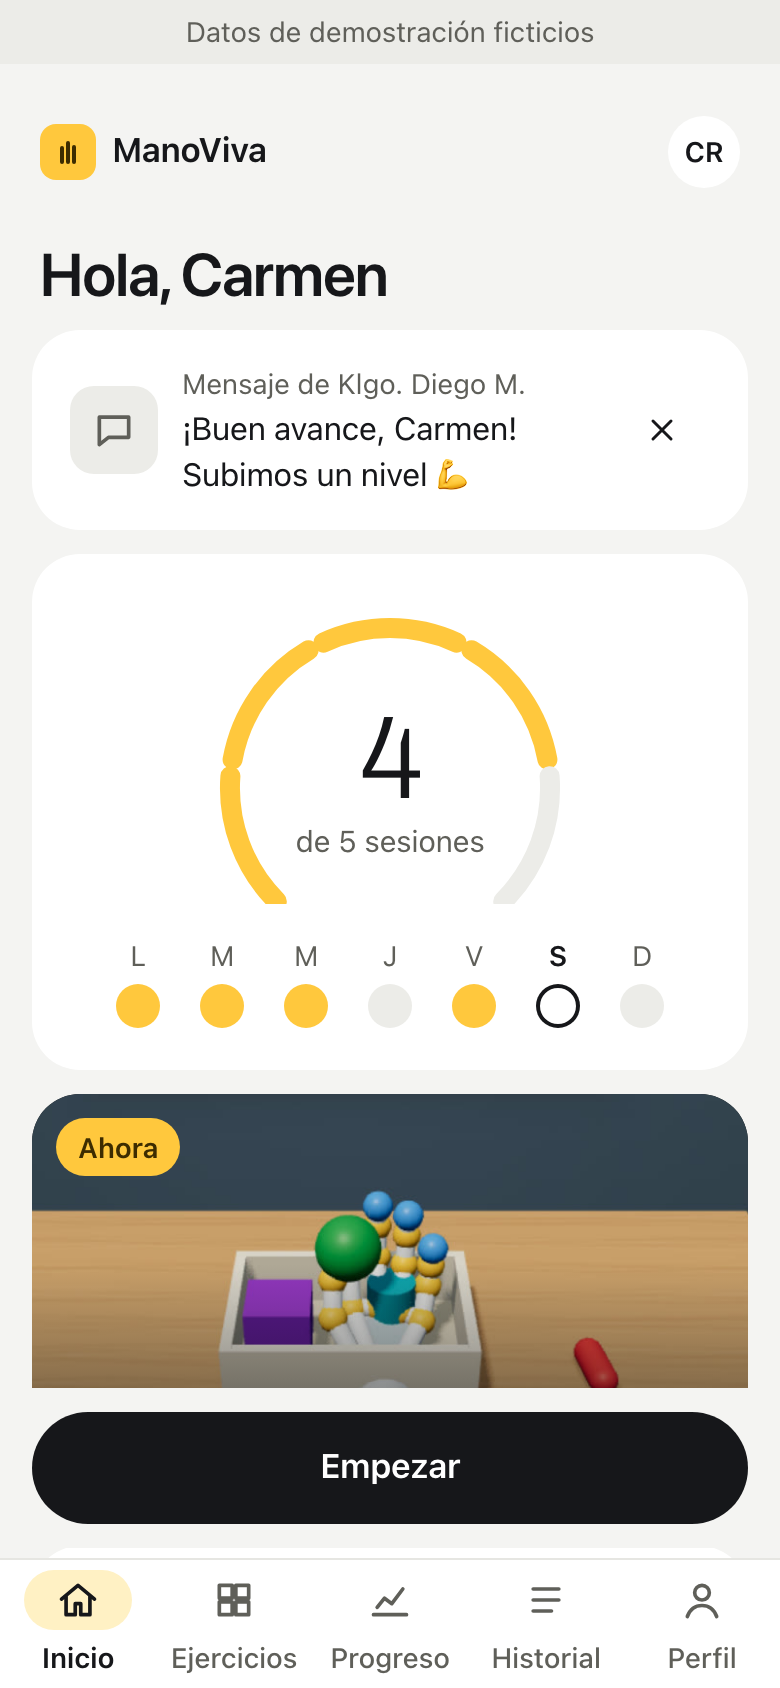 Datos de demostración ficticios
ManoViva
CR
Hola, Carmen
Mensaje de Klgo. Diego M.
¡Buen avance, Carmen!
Subimos un nivel 💪
4
de 5 sesiones
L M M J V S D
Ahora
Empezar
Inicio Ejercicios Progreso Historial Perfil